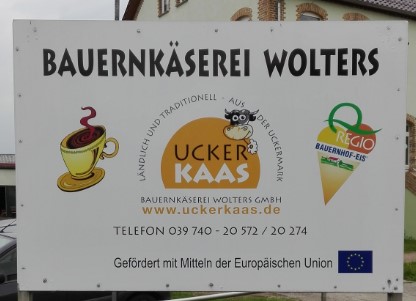 BAUERNKÄSEREI WOLTERS
LÄNDLICH UND TRADITIONELL - AUS DER UCKERMARK
UCKER
KAAS
Q
REGIO
BAUERNHOF-EIS
BAUERNKÄSEREI WOLTERS GMBH
www.uckerkaas.de
TELEFON 039 740 - 20 572 / 20 274
Gefördert mit Mitteln der Europäischen Union